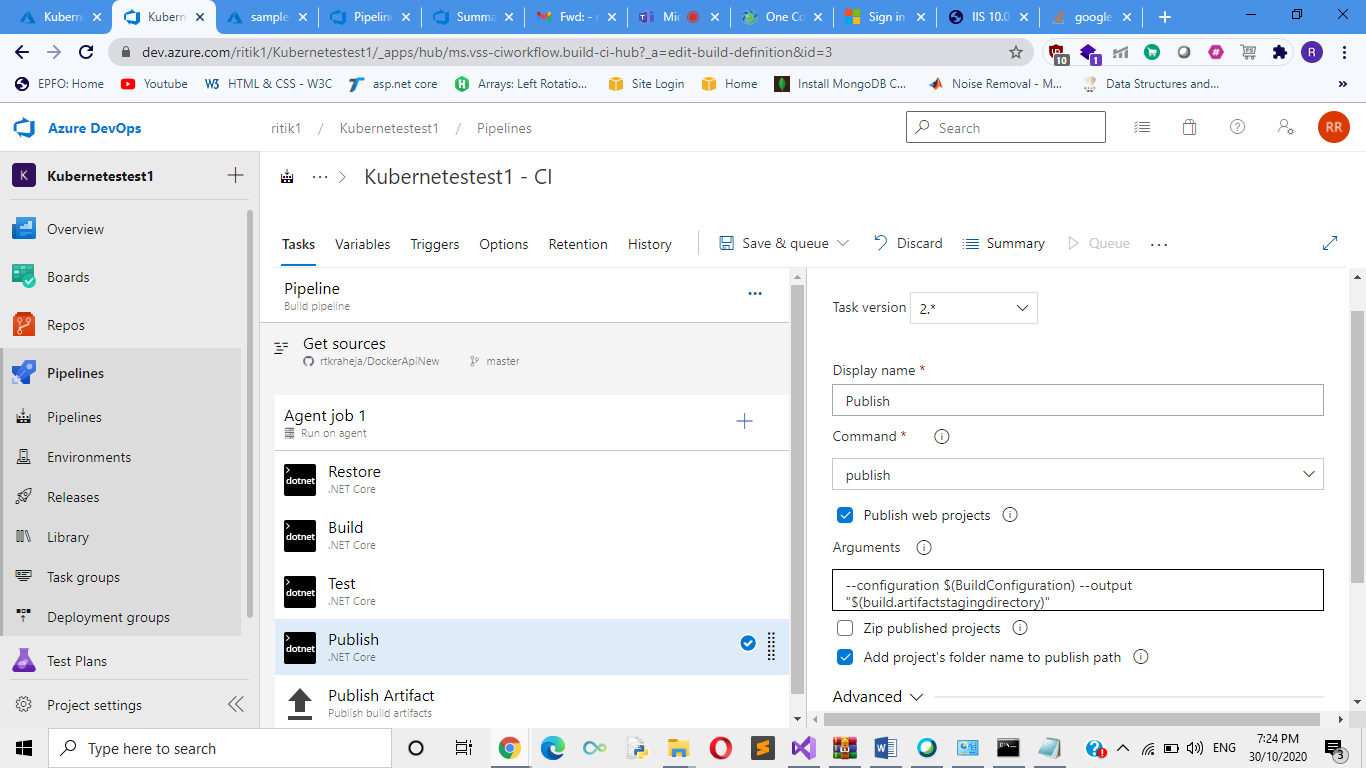 Kubern
Kubern
sample
Pipelin
Summa
Fwd: - r
Mic
One Co
Sign in
IIS 10.0
google
dev.azure.com/ritik1/Kubernetestest1/_apps/hub/ms.vss-ciworkflow.build-ci-hub?_a=edit-build-definition&id=3
10
1
R
EPFO: Home
Youtube
HTML & CSS - W3C
asp.net core
Arrays: Left Rotatio...
Site Login
Home
Install MongoDB C...
Noise Removal - M...
Data Structures and...
»
Azure DevOps
ritik1 / Kubernetestest1 / Pipelines
Search
RR
K Kubernetestest1
Overview
Boards
Repos
Pipelines
Pipelines
Environments
Releases
Library
Task groups
Deployment groups
Test Plans
Project settings
··· > Kubernetestest1 - CI
Tasks Variables Triggers Options Retention History
Save & queue Discard Summary Queue ...
Pipeline
Build pipeline
Get sources
rtkraheja/DockerApiNew master
Agent job 1
Run on agent
dotnet Restore
.NET Core
dotnet Build
.NET Core
dotnet Test
.NET Core
dotnet Publish
.NET Core
Publish Artifact
Publish build artifacts
Task version 2.*
Display name *
Publish
Command *
publish
Publish web projects
Arguments
--configuration $(BuildConfiguration) --output
"$(build.artifactstagingdirectory)"
Zip published projects
Add project's folder name to publish path
Advanced
Type here to search
ENG
7:24 PM
30/10/2020
3